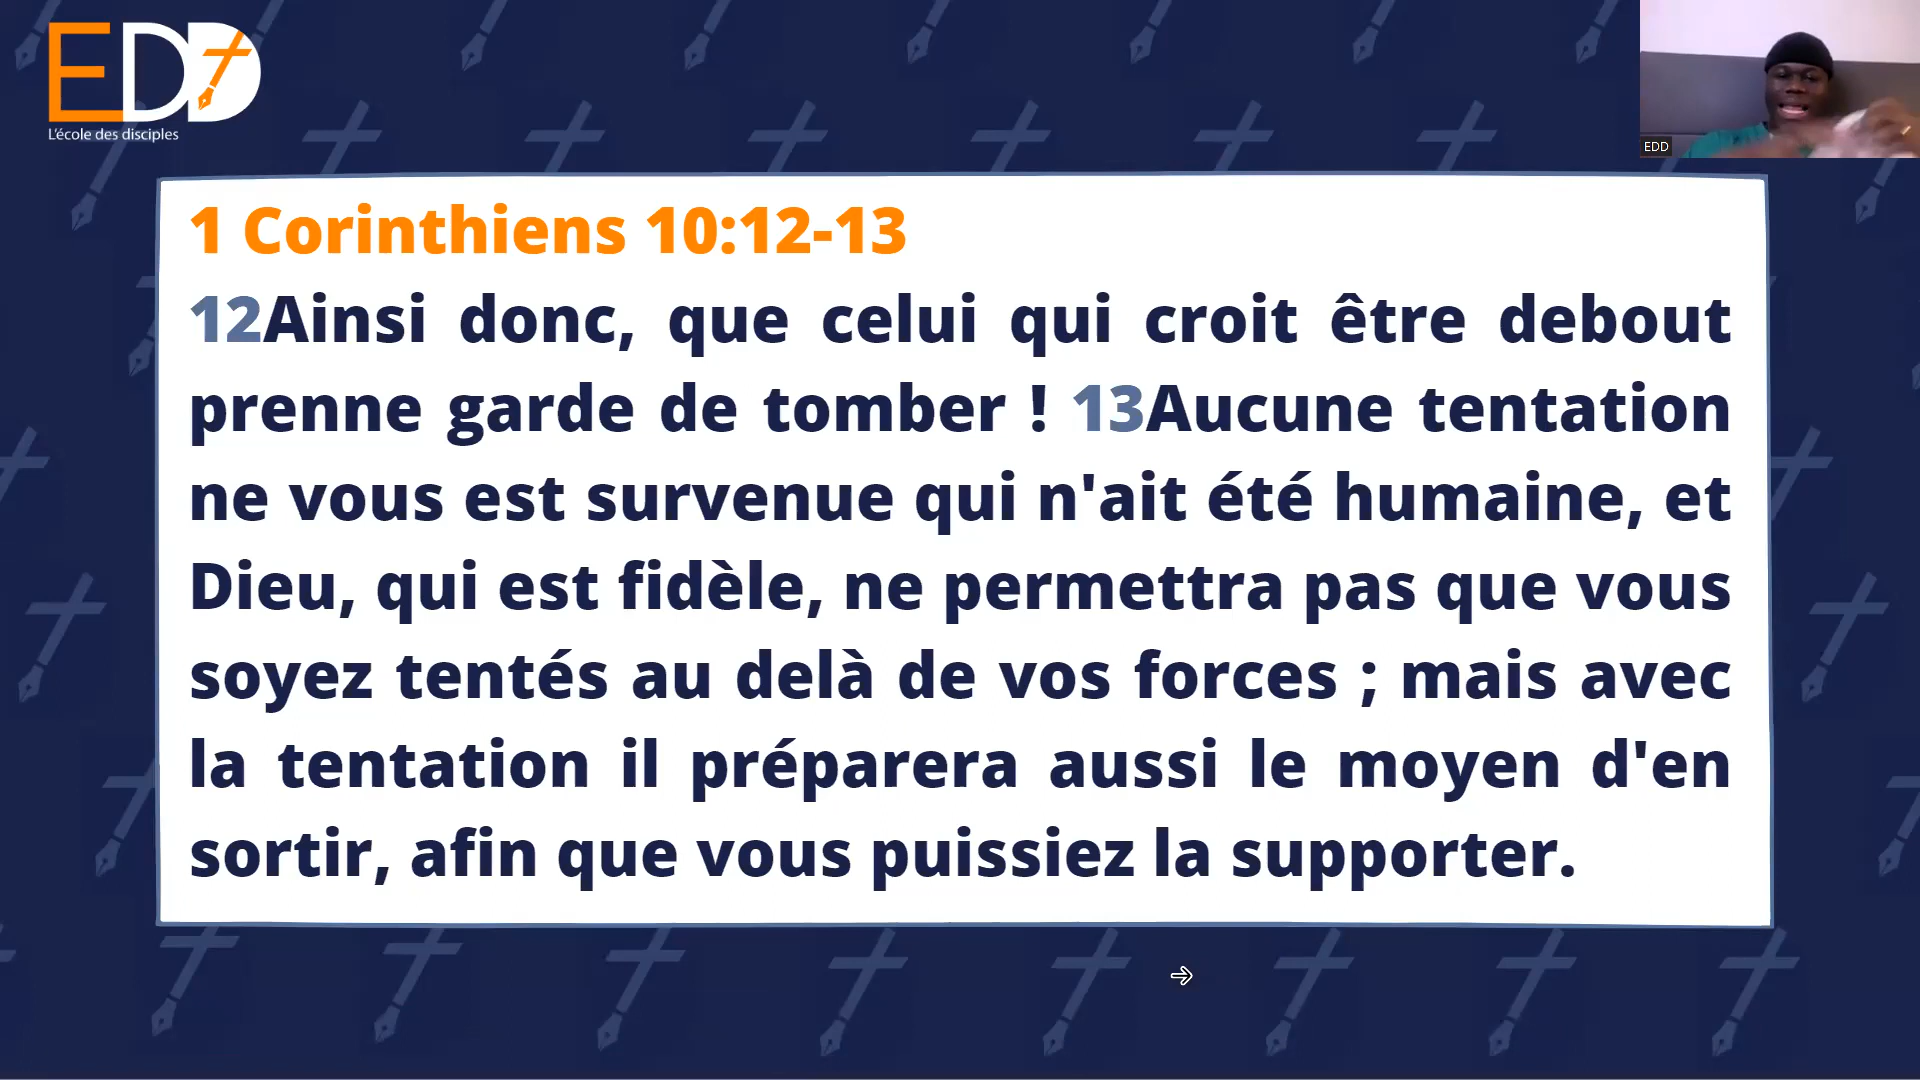 EDD
L'école des disciples
EDD
1 Corinthiens 10:12-13
12Ainsi donc, que celui qui croit être debout
prenne garde de tomber ! 13Aucune tentation
ne vous est survenue qui n'ait été humaine, et
Dieu, qui est fidèle, ne permettra pas que vous
soyez tentés au delà de vos forces ; mais avec
la tentation il préparera aussi le moyen d'en
sortir, afin que vous puissiez la supporter.